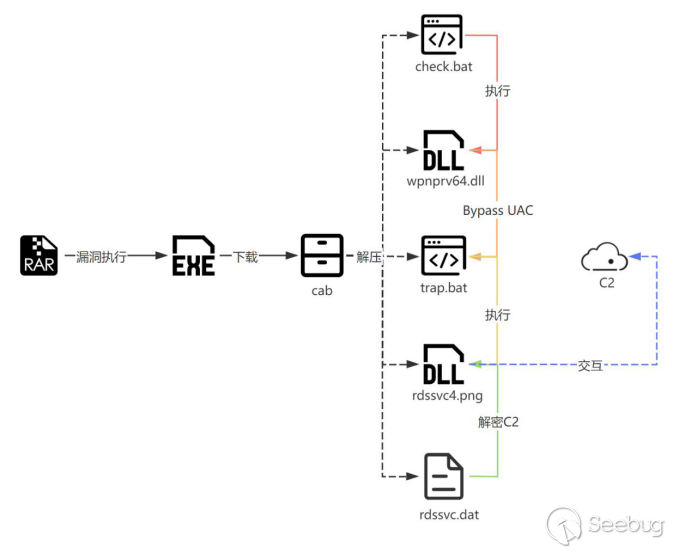 check.bat
执行
DLL
wpnprv64.dll
Bypass UAC
RAR
漏洞执行
EXE
下载
cab
解压
trap.bat
C2
执行
DLL
rdssvc4.png
交互
解密C2
rdssvc.dat
Seebug